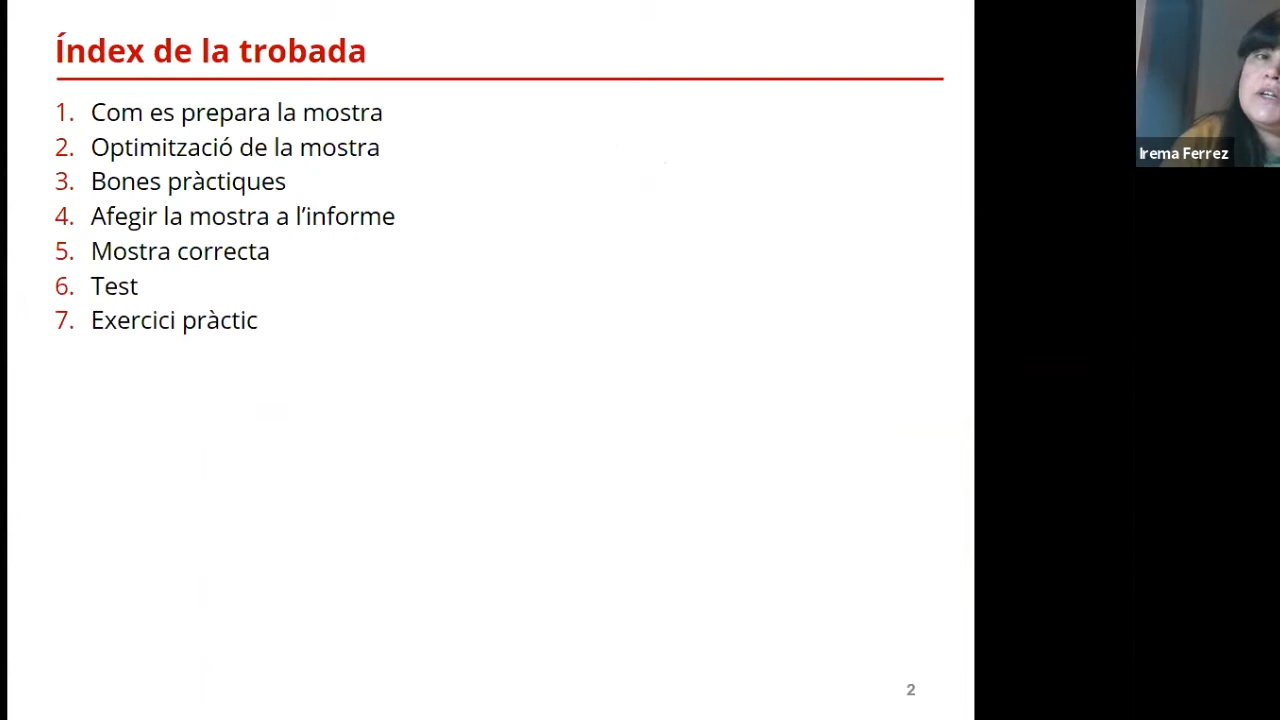 Índex de la trobada
1. Com es prepara la mostra
2. Optimització de la mostra
3. Bones pràctiques
4. Afegir la mostra a l’informe
5. Mostra correcta
6. Test
7. Exercici pràctic
Irema Ferrez
2